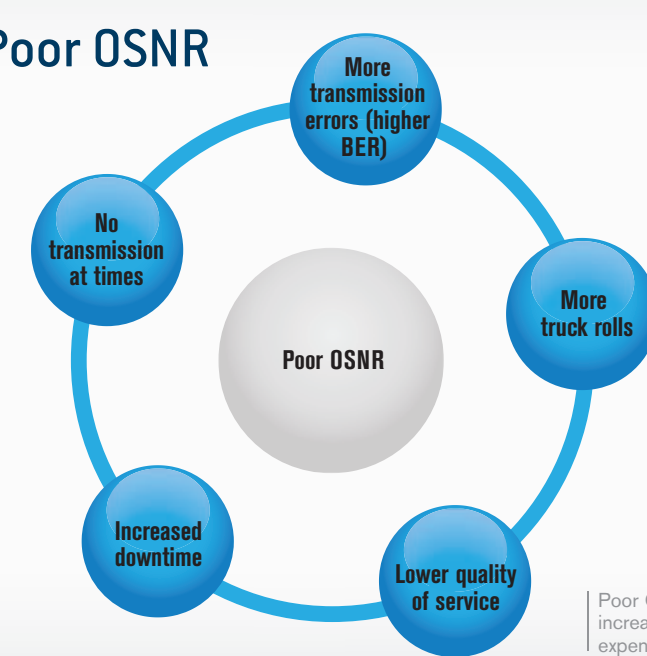 Poor OSNR
More
transmission
errors (higher
BER)
No
transmission
at times
More
truck rolls
Poor OSNR
Increased
downtime
Lower quality
of service
Poor